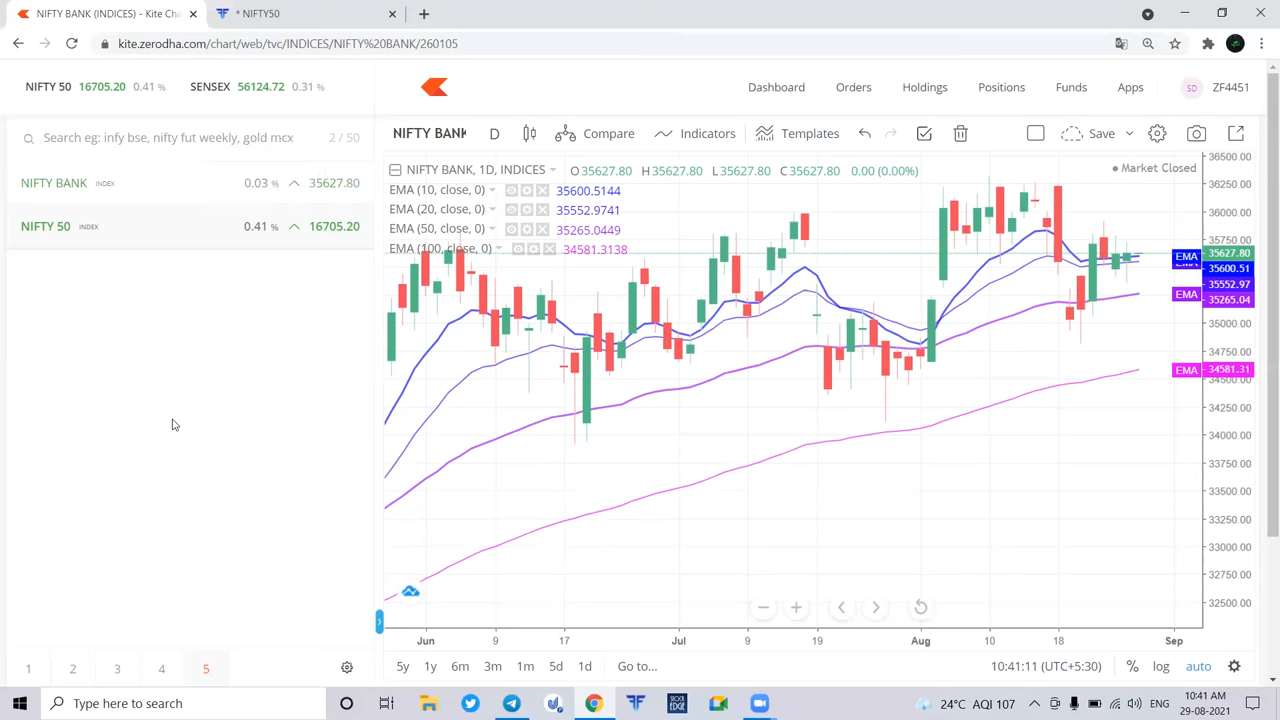 NIFTY BANK (INDICES) - Kite Cha
* NIFTY50
kite.zerodha.com/chart/web/tvc/INDICES/NIFTY%20BANK/260105
NIFTY 50 16705.20 0.41 % SENSEX 56124.72 0.31 %
Dashboard Orders Holdings Positions Funds Apps SD ZF4451
Search eg: infy bse, nifty fut weekly, gold mcx 2 / 50
NIFTY BANK D Compare Indicators Templates Save
NIFTY BANK INDEX 0.03 % 35627.80
NIFTY 50 INDEX 0.41 % 16705.20
NIFTY BANK, 1D, INDICES O35627.80 H35627.80 L35627.80 C35627.80 0.00 (0.00%)
Market Closed
EMA (10, close, 0) 35600.5144
EMA (20, close, 0) 35552.9741
EMA (50, close, 0) 35265.0449
EMA (100, close, 0) 34581.3138
36500.00
36250.00
36000.00
35750.00
35627.80
EMA 35600.51
35552.97
EMA 35265.04
35000.00
34750.00
EMA 34581.31
34500.00
34250.00
34000.00
33750.00
33500.00
33250.00
33000.00
32750.00
32500.00
Jun 9 17 Jul 9 19 Aug 10 18 Sep
1 2 3 4 5
5y 1y 6m 3m 1m 5d 1d Go to... 10:41:11 (UTC+5:30) % log auto
Type here to search
24°C AQI 107 ENG
10:41 AM
29-08-2021